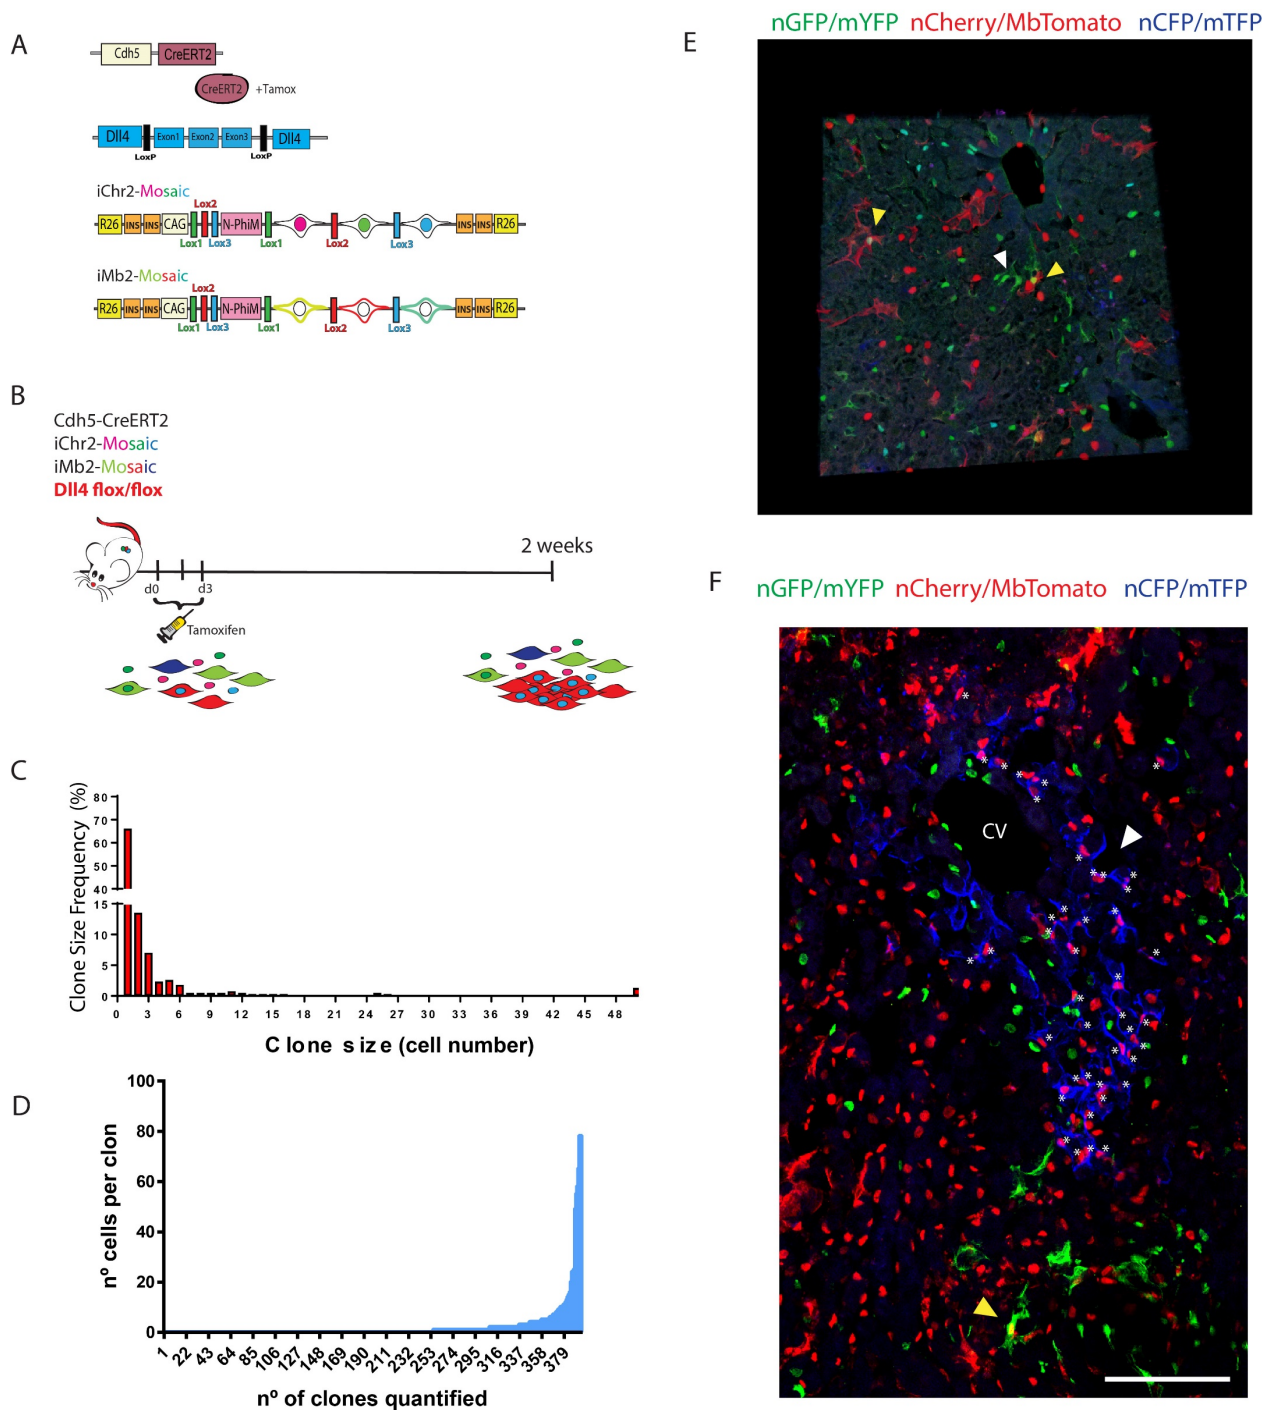 A
Cdh5 CreERT2
CreERT2 +Tamox
Dll4 Exon1 Exon2 Exon3 Dll4
LoxP LoxP
iChr2-Mosaic
Lox2
R26 INS INS CAG N-PhiM INS INS R26
Lox1 Lox3 Lox1 Lox2 Lox3
iMb2-Mosaic
Lox2
R26 INS INS CAG N-PhiM INS INS R26
Lox1 Lox3 Lox1 Lox2 Lox3
B
Cdh5-CreERT2
iChr2-Mosaic
iMb2-Mosaic
Dll4 flox/flox
2 weeks
d0 d3
Tamoxifen
C
Clone Size Frequency (%)
80
70
60
50
40
15
10
5
0
0 3 6 9 12 15 18 21 24 27 30 33 36 39 42 45 48
Clone size (cell number)
D
nº cells per clon
100
80
60
40
20
0
1 22 43 64 85 106 127 148 169 190 211 232 253 274 295 316 337 358 379
nº of clones quantified
E
nGFP/mYFP nCherry/MbTomato nCFP/mTFP
F
nGFP/mYFP nCherry/MbTomato nCFP/mTFP
CV